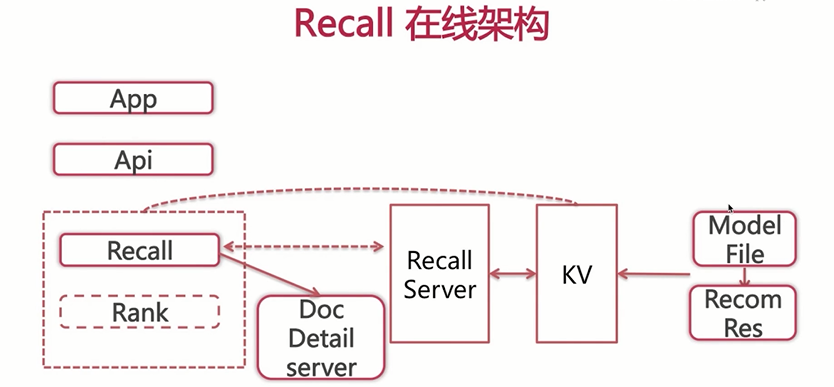 Recall 在线架构
App
Api
Recall
Rank
Doc
Detail
server
Recall
Server
KV
Model
File
Recom
Res